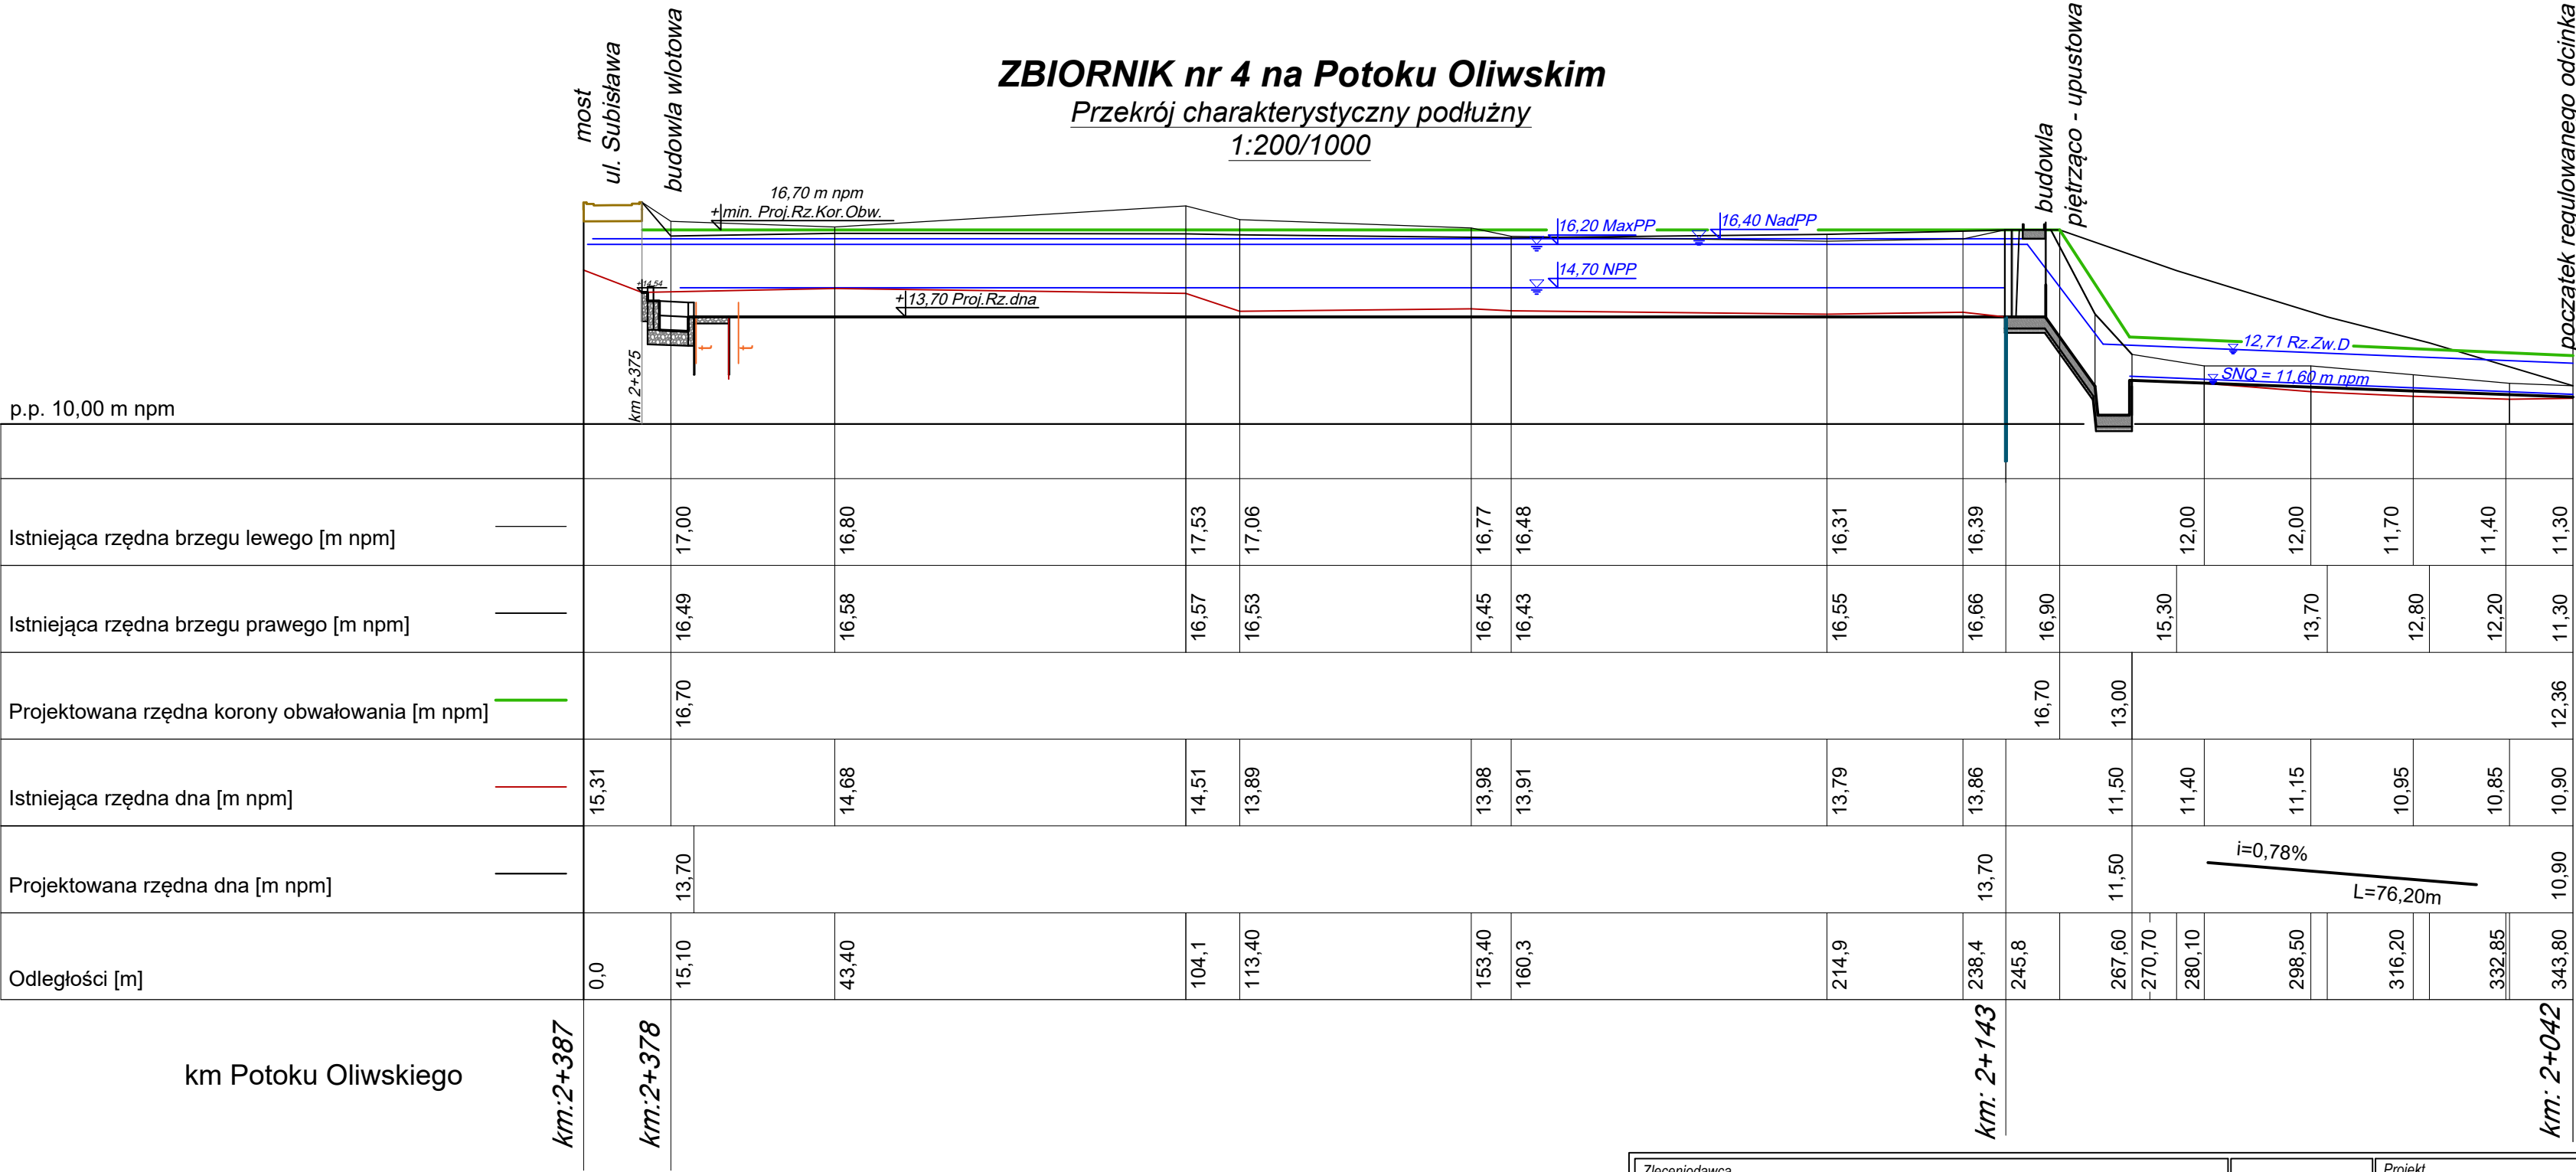 ZBIORNIK nr 4 na Potoku Oliwskim
Przekrój charakterystyczny podłużny
1:200/1000
most
ul. Subisława
budowla wlotowa
budowla
piętrząco - upustowa
początek regulowanego odcinka
16,70 m npm
min. Proj.Rz.Kor.Obw.
16,20 MaxPP
16,40 NadPP
14,70 NPP
14,54
13,70 Proj.Rz.dna
12,71 Rz.Zw.D
SNQ = 11,60 m npm
km 2+375
p.p. 10,00 m npm
Istniejąca rzędna brzegu lewego [m npm]
17,00 16,80 17,53 17,06 16,77 16,48 16,31 16,39 12,00 12,00 11,70 11,40 11,30
Istniejąca rzędna brzegu prawego [m npm]
16,49 16,58 16,57 16,53 16,45 16,43 16,55 16,66 16,90 15,30 13,70 12,80 12,20 11,30
Projektowana rzędna korony obwałowania [m npm]
16,70 16,70 13,00 12,36
Istniejąca rzędna dna [m npm]
15,31 14,68 14,51 13,89 13,98 13,91 13,79 13,86 11,50 11,40 11,15 10,95 10,85 10,90
Projektowana rzędna dna [m npm]
13,70 13,70 11,50 i=0,78% L=76,20m 10,90
Odległości [m]
0,0 15,10 43,40 104,1 113,40 153,40 160,3 214,9 238,4 245,8 267,60 270,70 280,10 298,50 316,20 332,85 343,80
km Potoku Oliwskiego
km:2+387 km:2+378 km: 2+143 km: 2+042
Zleceniodawca
Projekt